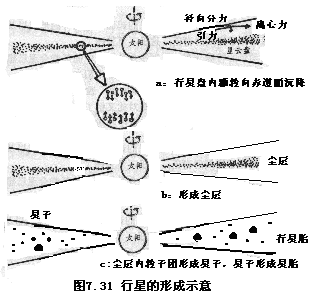 径向分力
离心力
引力
太阳
星云盘
a：行星盘内颗粒向赤道面沉降
太阳
尘层
b：形成尘层
星子
太阳
行星胎
c:尘层内粒子团形成星子，星子形成星胎
图7.31 行星的形成示意